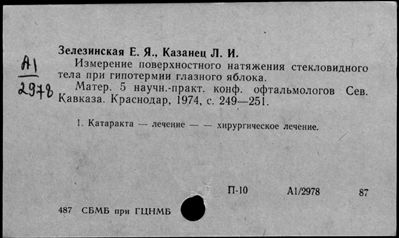 Зелезинская Е. Я., Казанец Л. И.
А1
2978
Измерение поверхностного натяжения стекловидного
тела при гипотермии глазного яблока.
Матер. 5 научн.-практ. конф. офтальмологов Сев.
Кавказа. Краснодар, 1974, с. 249—251.
1. Катаракта — лечение — — хирургическое лечение.
П-10 А1/2978 87
487 СБМБ при ГЦНМБ